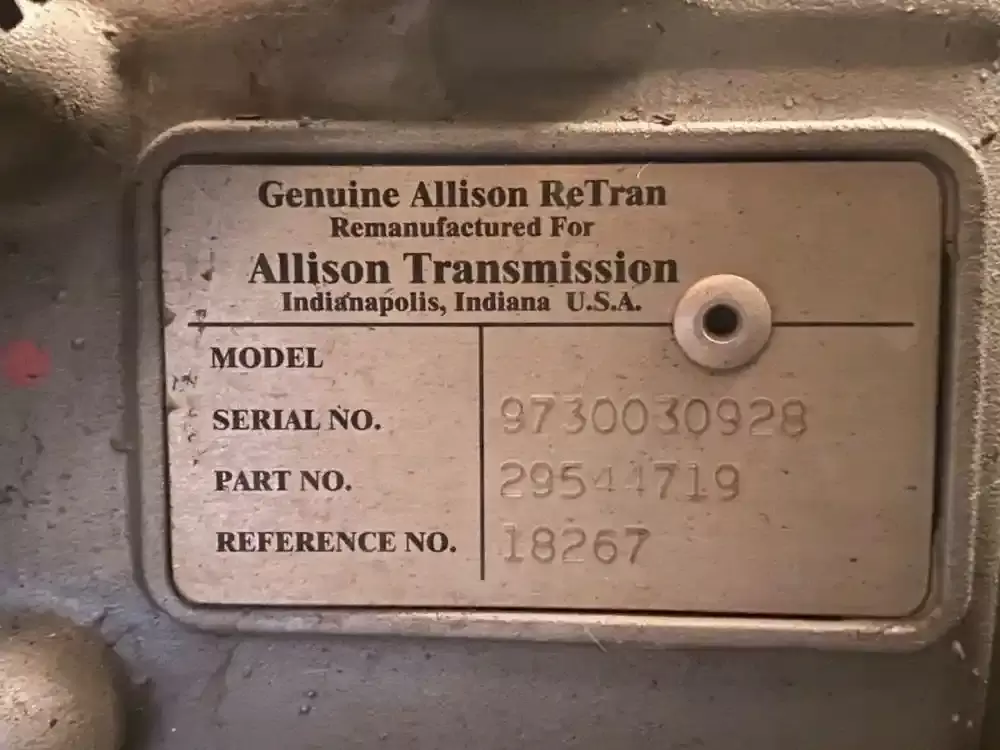 Genuine Allison ReTran
Remanufactured For
Allison Transmission
Indianapolis, Indiana U.S.A.
MODEL
SERIAL NO. 9730030928
PART NO. 29544719
REFERENCE NO. 18267